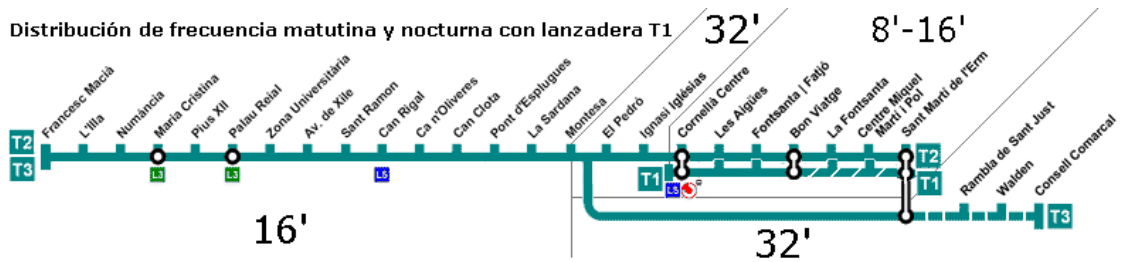 Distribución de frecuencia matutina y nocturna con lanzadera T1
32'
8'-16'
Francesc Macià
L'Illa
Numància
Maria Cristina
Pius XII
Palau Reial
Zona Universitària
Av. de Xile
Sant Ramon
Can Rigal
Ca n'Oliveres
Can Clota
Pont d'Esplugues
La Sardana
Montesa
El Pedró
Ignasi Iglésias
Cornellà Centre
Les Aigües
Fontsanta | Fatjó
Bon Viatge
La Fontsanta
Centre Miquel
Martí i Pol
Sant Martí de l'Erm
Rambla de Sant Just
Walden
Consell Comarcal
T2
T3
L3
L3
L5
T1
L5
T2
T1
T3
16'
32'